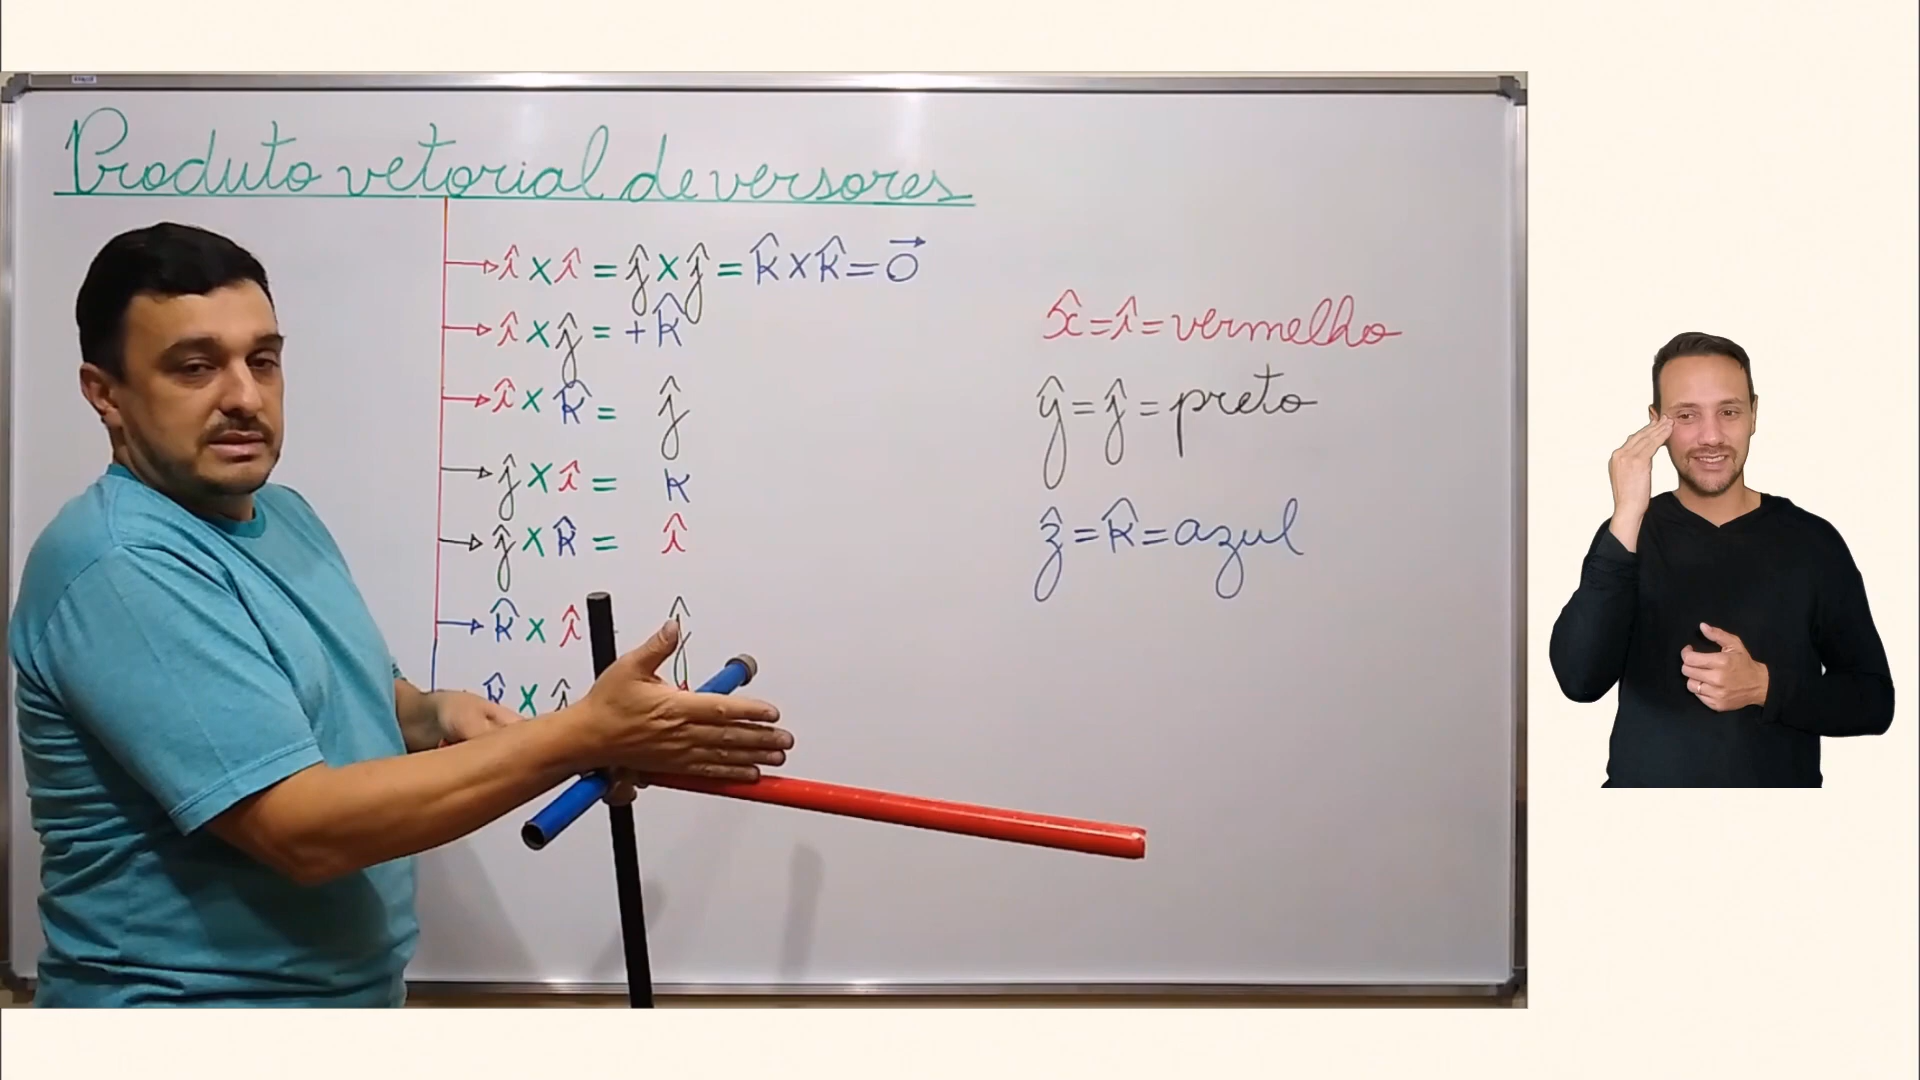 Produto vetorial de versores
î × î = ĵ × ĵ = k̂ × k̂ = 0⃗
î × ĵ = + k̂
î × k̂ = ĵ
ĵ × î = k
ĵ × k̂ = î
k̂ × î ĵ
k̂ ×
x̂ = î = vermelho
ŷ = ĵ = preto
ẑ = k̂ = azul